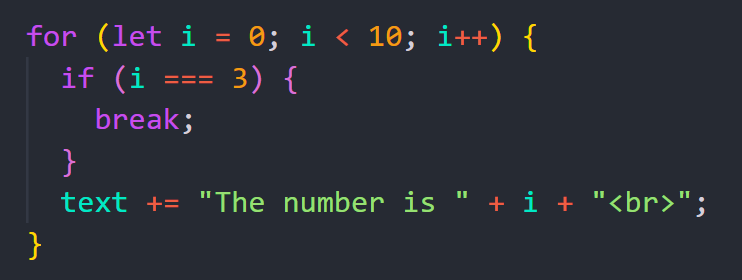 for (let i = 0; i < 10; i++) {
  if (i === 3) {
    break;
  }
  text += "The number is " + i + "<br>";
}